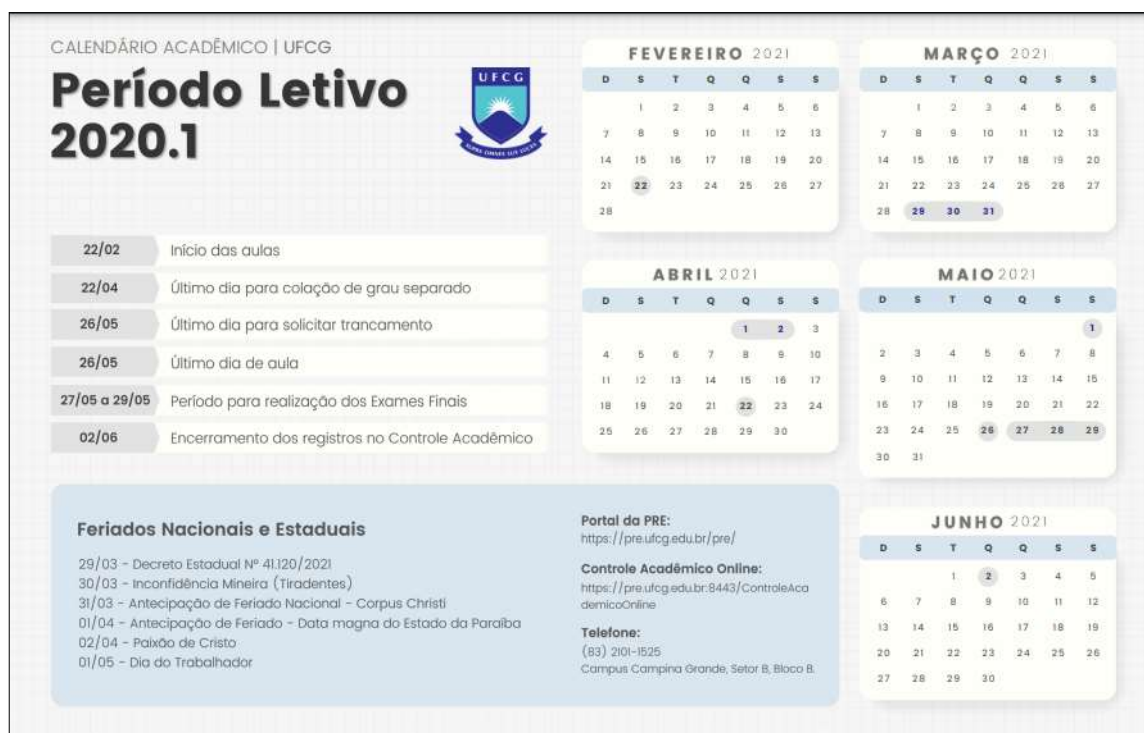 CALENDÁRIO ACADÊMICO | UFCG
Período Letivo
2020.1
UFCG
22/02 Início das aulas
22/04 Último dia para colação de grau separado
26/05 Último dia para solicitar trancamento
26/05 Último dia de aula
27/05 a 29/05 Período para realização dos Exames Finais
02/06 Encerramento dos registros no Controle Acadêmico
FEVEREIRO 2021
D S T Q Q S S
1 2 3 4 5 6
7 8 9 10 11 12 13
14 15 16 17 18 19 20
21 22 23 24 25 26 27
28
MARÇO 2021
D S T Q Q S S
1 2 3 4 5 6
7 8 9 10 11 12 13
14 15 16 17 18 19 20
21 22 23 24 25 26 27
28 29 30 31
ABRIL 2021
D S T Q Q S S
1 2 3
4 5 6 7 8 9 10
11 12 13 14 15 16 17
18 19 20 21 22 23 24
25 26 27 28 29 30
MAIO 2021
D S T Q Q S S
1
2 3 4 5 6 7 8
9 10 11 12 13 14 15
16 17 18 19 20 21 22
23 24 25 26 27 28 29
30 31
Feriados Nacionais e Estaduais
29/03 - Decreto Estadual Nº 41.120/2021
30/03 - Inconfidência Mineira (Tiradentes)
31/03 - Antecipação de Feriado Nacional - Corpus Christi
01/04 - Antecipação de Feriado - Data magna do Estado da Paraíba
02/04 - Paixão de Cristo
01/05 - Dia do Trabalhador
Portal da PRE:
https://pre.ufcg.edu.br/pre/
Controle Acadêmico Online:
https://pre.ufcg.edu.br:8443/ControleAca
demicoOnline
Telefone:
(83) 2101-1525
Campus Campina Grande, Setor B, Bloco B.
JUNHO 2021
D S T Q Q S S
1 2 3 4 5
6 7 8 9 10 11 12
13 14 15 16 17 18 19
20 21 22 23 24 25 26
27 28 29 30